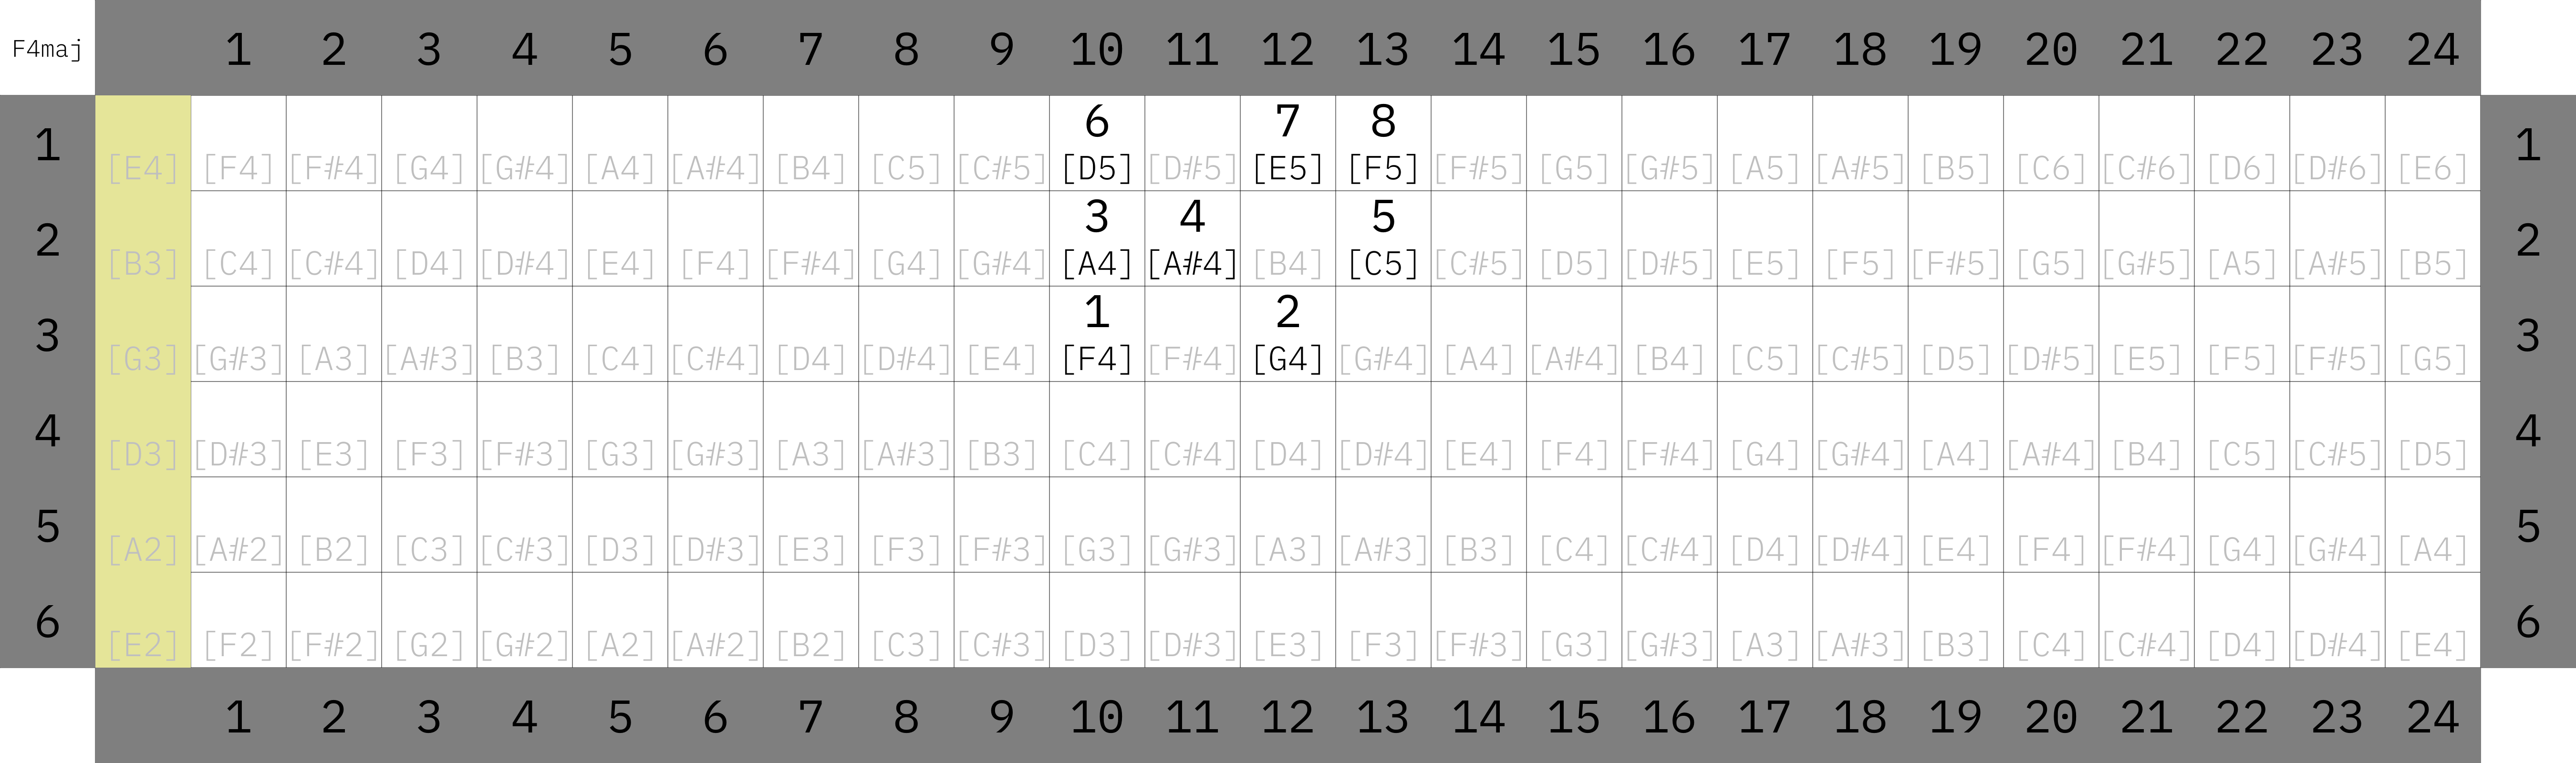 F4maj 1 2 3 4 5 6 7 8 9 10 11 12 13 14 15 16 17 18 19 20 21 22 23 24
6 7 8
1 [E4] [F4] [F#4] [G4] [G#4] [A4] [A#4] [B4] [C5] [C#5] [D5] [D#5] [E5] [F5] [F#5] [G5] [G#5] [A5] [A#5] [B5] [C6] [C#6] [D6] [D#6] [E6] 1
3 4 5
2 [B3] [C4] [C#4] [D4] [D#4] [E4] [F4] [F#4] [G4] [G#4] [A4] [A#4] [B4] [C5] [C#5] [D5] [D#5] [E5] [F5] [F#5] [G5] [G#5] [A5] [A#5] [B5] 2
1 2
3 [G3] [G#3] [A3] [A#3] [B3] [C4] [C#4] [D4] [D#4] [E4] [F4] [F#4] [G4] [G#4] [A4] [A#4] [B4] [C5] [C#5] [D5] [D#5] [E5] [F5] [F#5] [G5] 3
4 [D3] [D#3] [E3] [F3] [F#3] [G3] [G#3] [A3] [A#3] [B3] [C4] [C#4] [D4] [D#4] [E4] [F4] [F#4] [G4] [G#4] [A4] [A#4] [B4] [C5] [C#5] [D5] 4
5 [A2] [A#2] [B2] [C3] [C#3] [D3] [D#3] [E3] [F3] [F#3] [G3] [G#3] [A3] [A#3] [B3] [C4] [C#4] [D4] [D#4] [E4] [F4] [F#4] [G4] [G#4] [A4] 5
6 [E2] [F2] [F#2] [G2] [G#2] [A2] [A#2] [B2] [C3] [C#3] [D3] [D#3] [E3] [F3] [F#3] [G3] [G#3] [A3] [A#3] [B3] [C4] [C#4] [D4] [D#4] [E4] 6
1 2 3 4 5 6 7 8 9 10 11 12 13 14 15 16 17 18 19 20 21 22 23 24